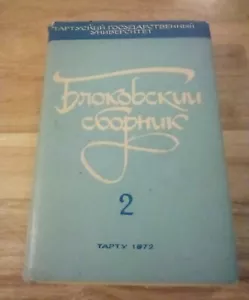 ТАРТУСКИЙ ГОСУДАРСТВЕННЫЙ
УНИВЕРСИТЕТ
Блоковский
сборник
2
ТАРТУ 1972